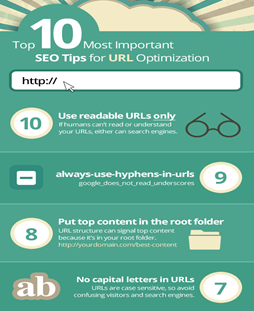 Top 10 Most Important
SEO Tips for URL Optimization
http://
10
Use readable URLs only
If humans can't read or understand
your URLs, either can search engines.
always-use-hyphens-in-urls
google_does_not_read_underscores
9
8
Put top content in the root folder
URL structure can signal top content
because it's in your root folder.
http://yourdomain.com/best-content
ab
No capital letters in URLs
URLs are case sensitive, so avoid
confusing visitors and search engines.
7